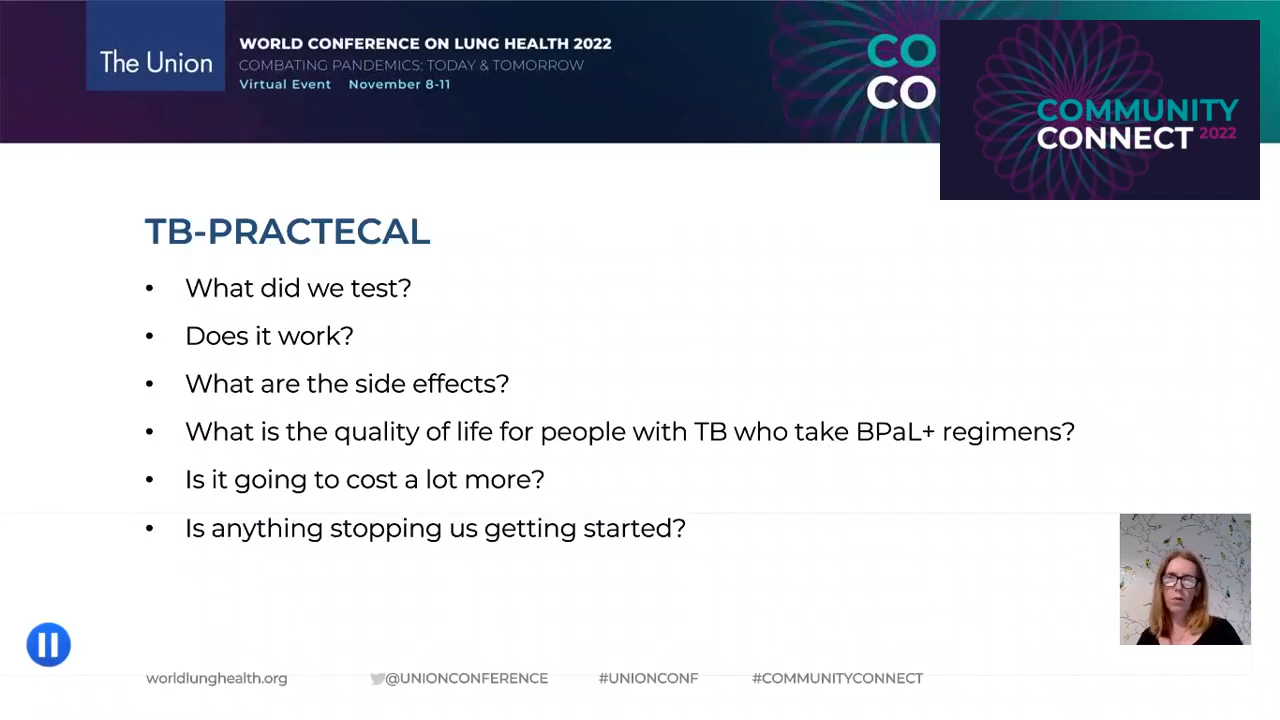 The Union
WORLD CONFERENCE ON LUNG HEALTH 2022
COMBATING PANDEMICS: TODAY & TOMORROW
Virtual Event November 8-11
CO
CO
COMMUNITY
CONNECT 2022
TB-PRACTECAL
• What did we test?
• Does it work?
• What are the side effects?
• What is the quality of life for people with TB who take BPaL+ regimens?
• Is it going to cost a lot more?
• Is anything stopping us getting started?
worldlunghealth.org @UNIONCONFERENCE #UNIONCONF #COMMUNITYCONNECT